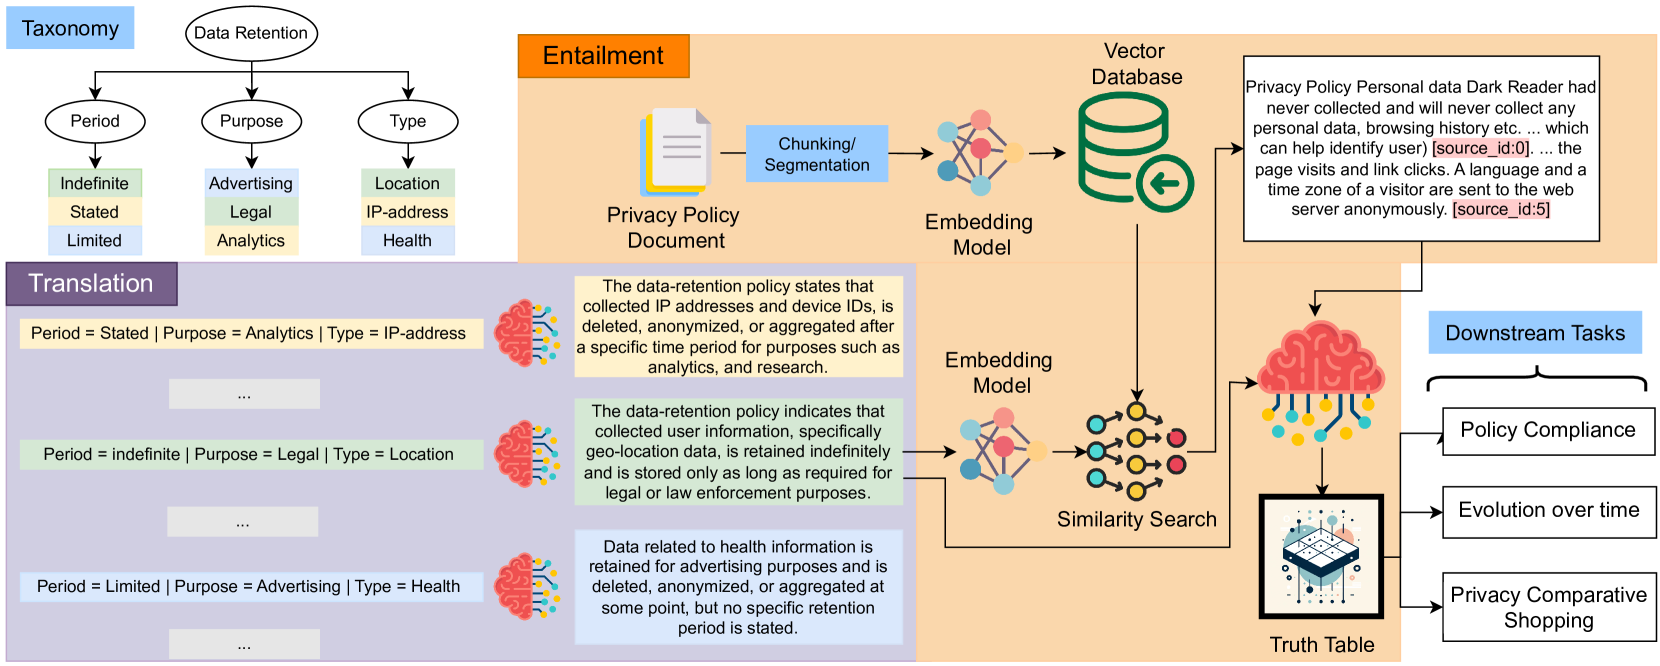 Taxonomy
Data Retention
Period
Purpose
Type
Indefinite
Stated
Limited
Advertising
Legal
Analytics
Location
IP-address
Health
Entailment
Privacy Policy
Document
Chunking/
Segmentation
Embedding
Model
Vector
Database
Privacy Policy Personal data Dark Reader had
never collected and will never collect any
personal data, browsing history etc. ... which
can help identify user) [source_id:0]. ... the
page visits and link clicks. A language and a
time zone of a visitor are sent to the web
server anonymously. [source_id:5]
Translation
Period = Stated | Purpose = Analytics | Type = IP-address
...
Period = indefinite | Purpose = Legal | Type = Location
...
Period = Limited | Purpose = Advertising | Type = Health
...
The data-retention policy states that
collected IP addresses and device IDs, is
deleted, anonymized, or aggregated after
a specific time period for purposes such as
analytics, and research.
The data-retention policy indicates that
collected user information, specifically
geo-location data, is retained indefinitely
and is stored only as long as required for
legal or law enforcement purposes.
Data related to health information is
retained for advertising purposes and is
deleted, anonymized, or aggregated at
some point, but no specific retention
period is stated.
Embedding
Model
Similarity Search
Truth Table
Downstream Tasks
Policy Compliance
Evolution over time
Privacy Comparative
Shopping